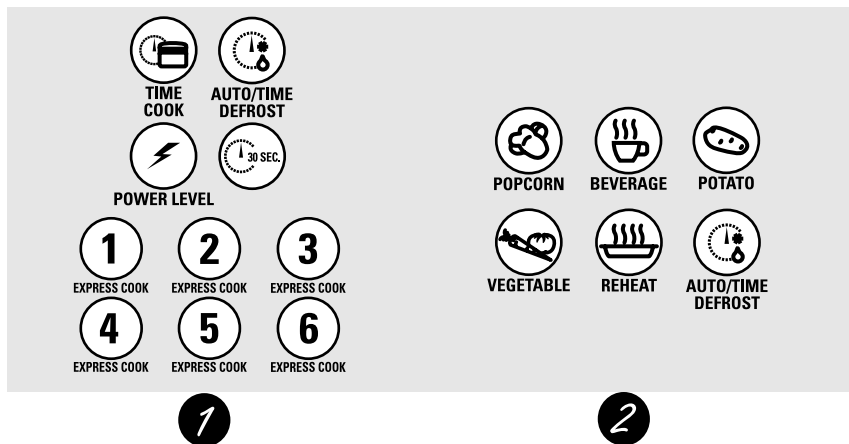 TIME
COOK
AUTO/TIME
DEFROST
POWER LEVEL
30 SEC.
1
EXPRESS COOK
2
EXPRESS COOK
3
EXPRESS COOK
4
EXPRESS COOK
5
EXPRESS COOK
6
EXPRESS COOK
1
POPCORN
BEVERAGE
POTATO
VEGETABLE
REHEAT
AUTO/TIME
DEFROST
2